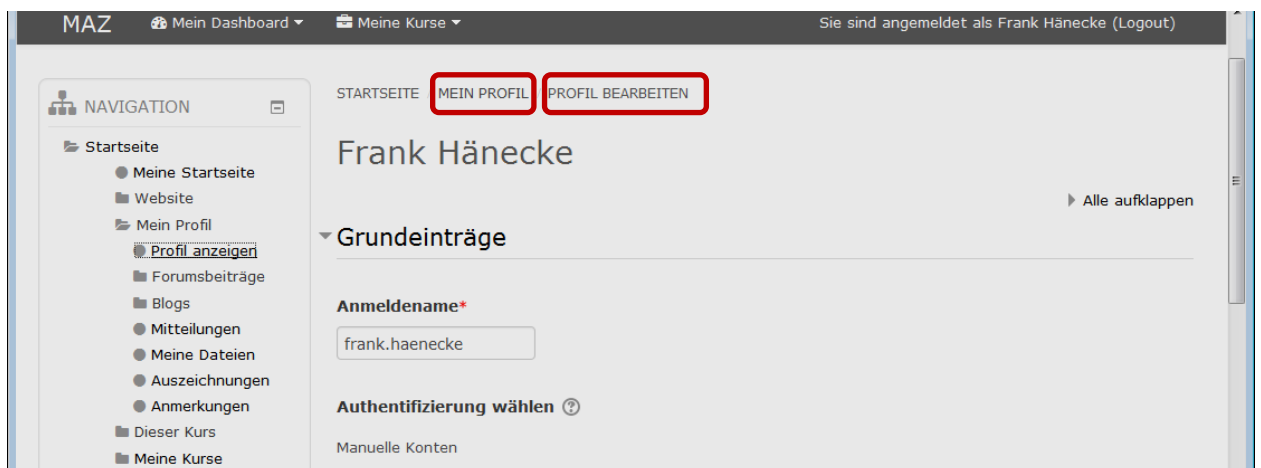 MAZ Mein Dashboard Meine Kurse Sie sind angemeldet als Frank Hänecke (Logout)
NAVIGATION
Startseite
Meine Startseite
Website
Mein Profil
Profil anzeigen
Forumsbeiträge
Blogs
Mitteilungen
Meine Dateien
Auszeichnungen
Anmerkungen
Dieser Kurs
Meine Kurse
STARTSEITE MEIN PROFIL PROFIL BEARBEITEN
Frank Hänecke
Alle aufklappen
Grundeinträge
Anmeldename*
frank.haenecke
Authentifizierung wählen ?
Manuelle Konten